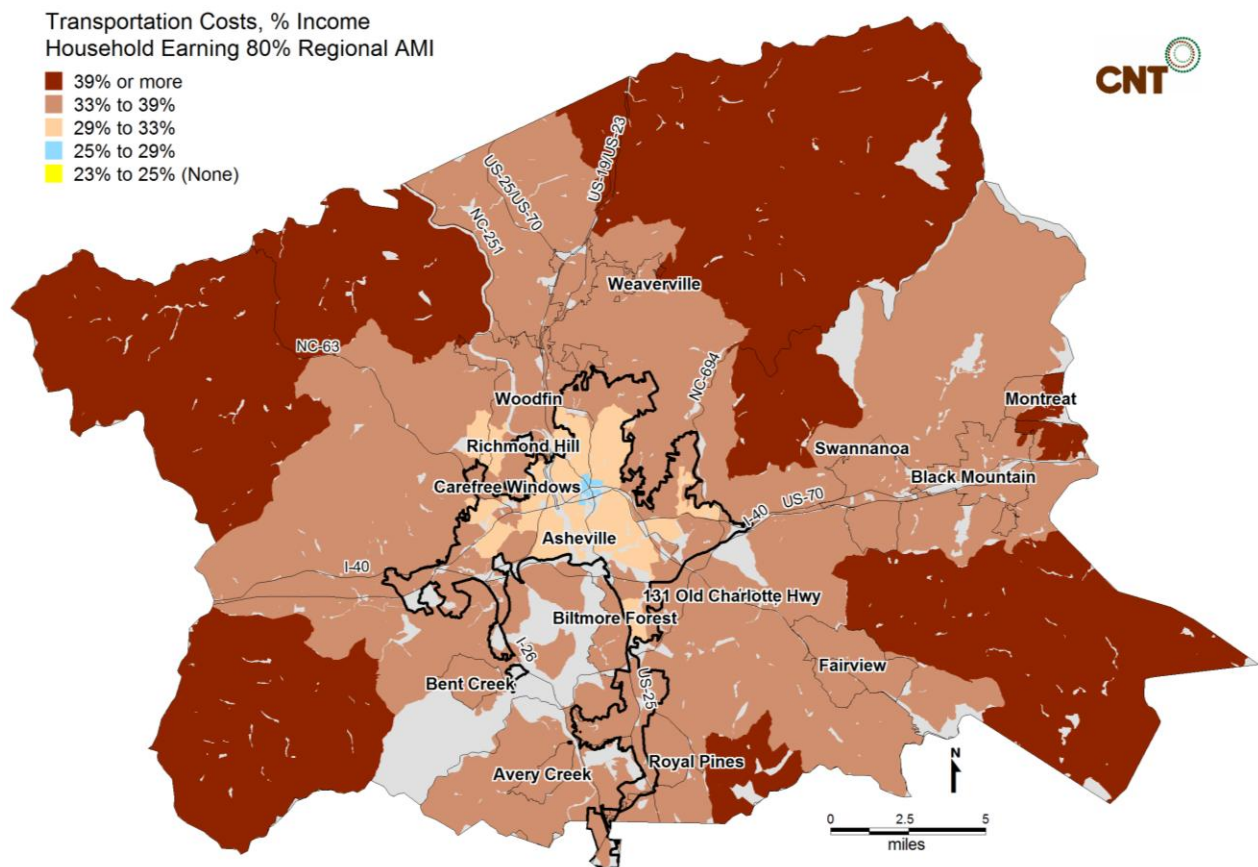 Transportation Costs, % Income
Household Earning 80% Regional AMI
39% or more
33% to 39%
29% to 33%
25% to 29%
23% to 25% (None)
CNT
US-19/US-23
US-25/US-70
NC-251
Weaverville
NC-63
NC-694
Woodfin
Montreat
Richmond Hill
Swannanoa
Carefree Windows
Black Mountain
US-70
I-40
Asheville
I-40
131 Old Charlotte Hwy
Biltmore Forest
I-26
Fairview
Bent Creek
US-25
Royal Pines
Avery Creek
N
0 2.5 5
miles